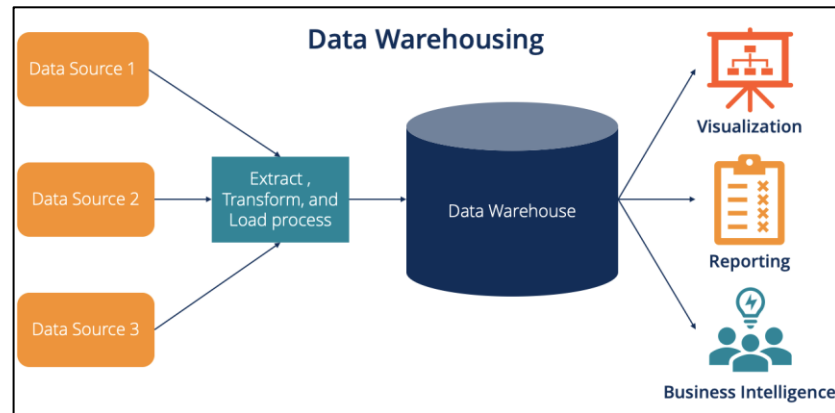 Data Warehousing
Data Source 1
Data Source 2
Data Source 3
Extract ,
Transform, and
Load process
Data Warehouse
Visualization
Reporting
Business Intelligence